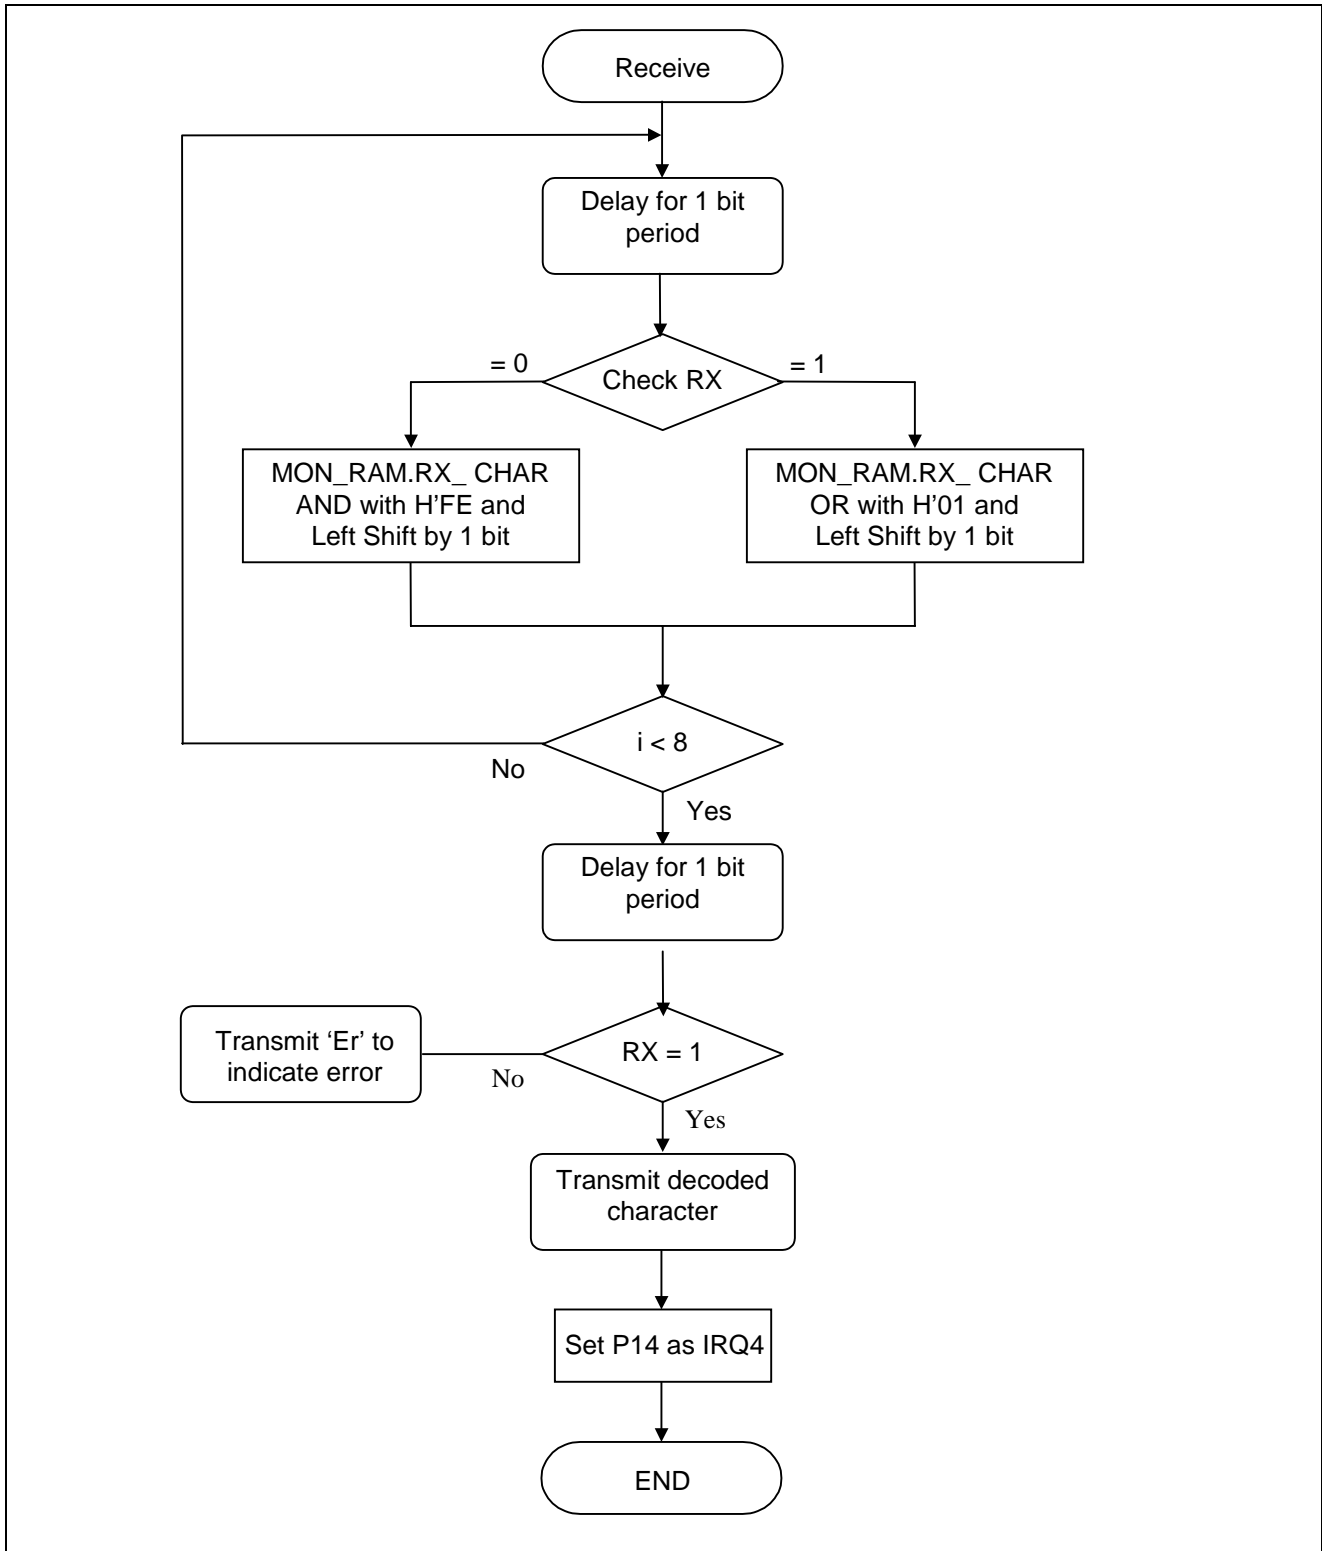 Receive
Delay for 1 bit
period
= 0
Check RX
= 1
MON_RAM.RX_ CHAR
AND with H'FE and
Left Shift by 1 bit
MON_RAM.RX_ CHAR
OR with H'01 and
Left Shift by 1 bit
i < 8
No
Yes
Delay for 1 bit
period
Transmit ‘Er’ to
indicate error
No
RX = 1
Yes
Transmit decoded
character
Set P14 as IRQ4
END